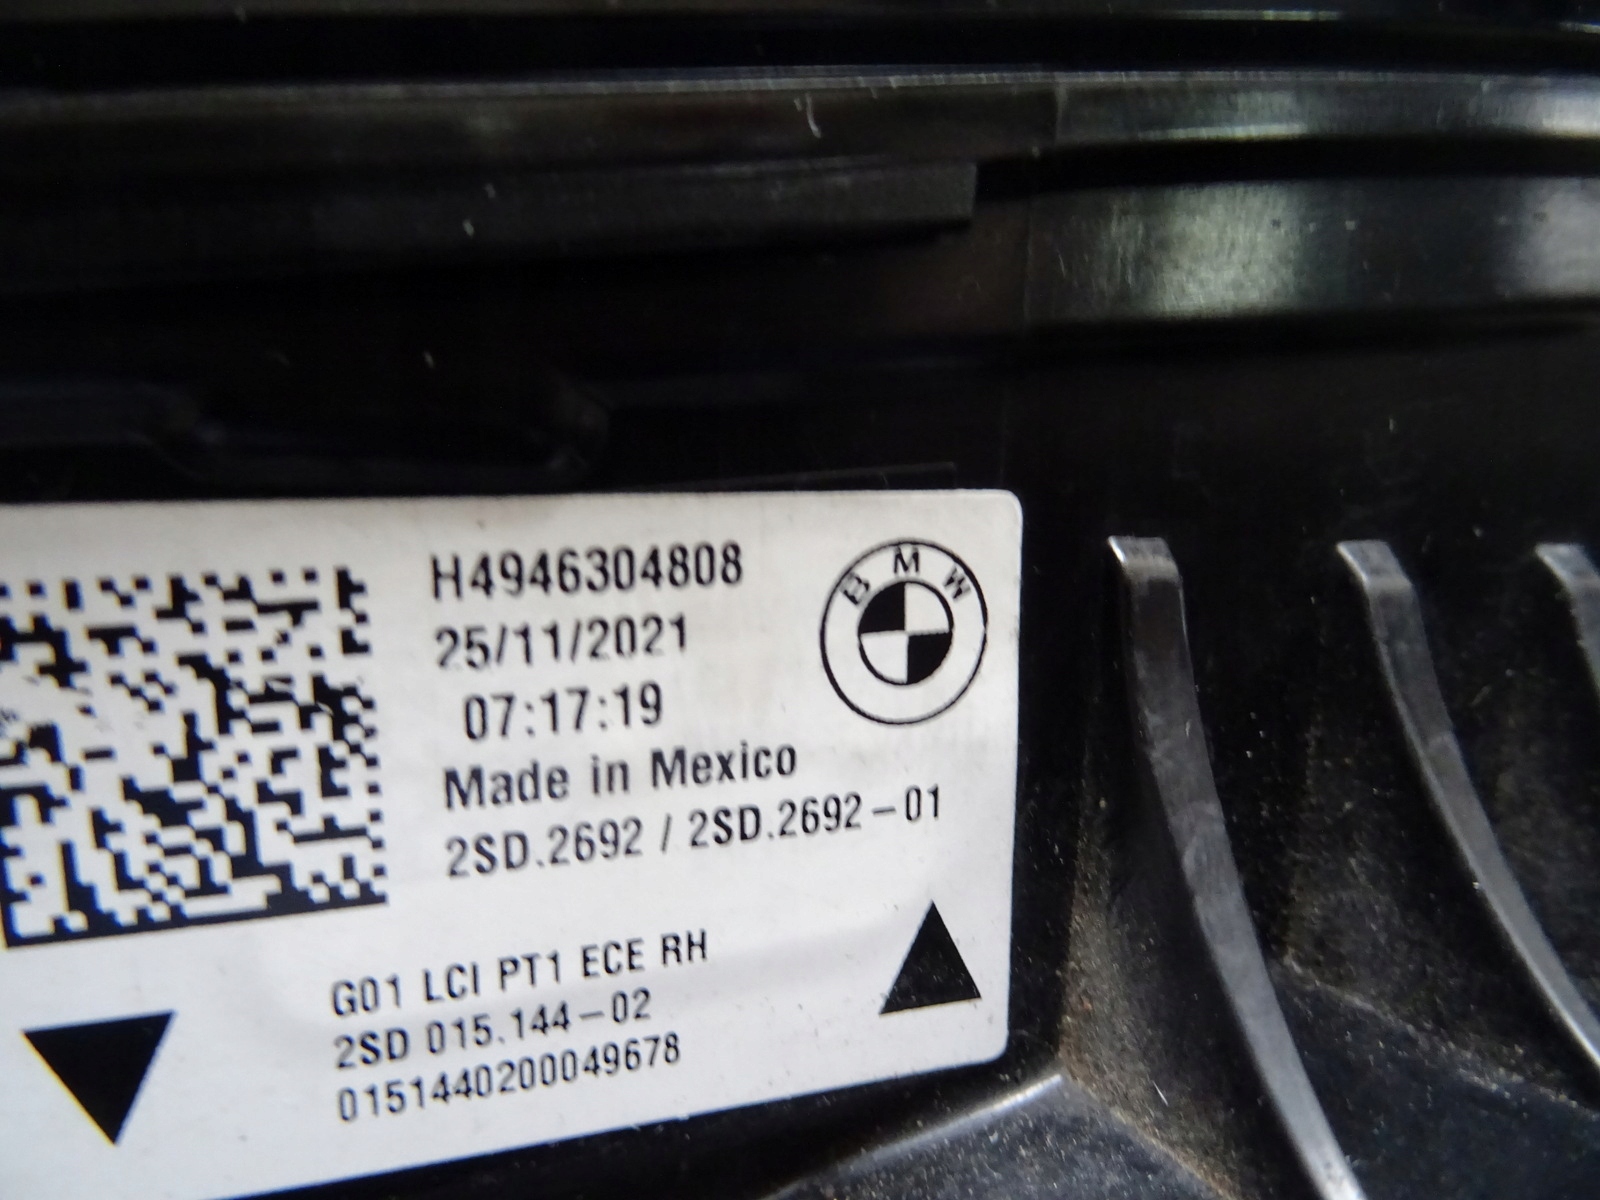 H4946304808
25/11/2021
07:17:19
Made in Mexico
2SD.2692 / 2SD.2692-01
BMW
G01 LCI PT1 ECE RH
2SD 015.144-02
0151440200049678